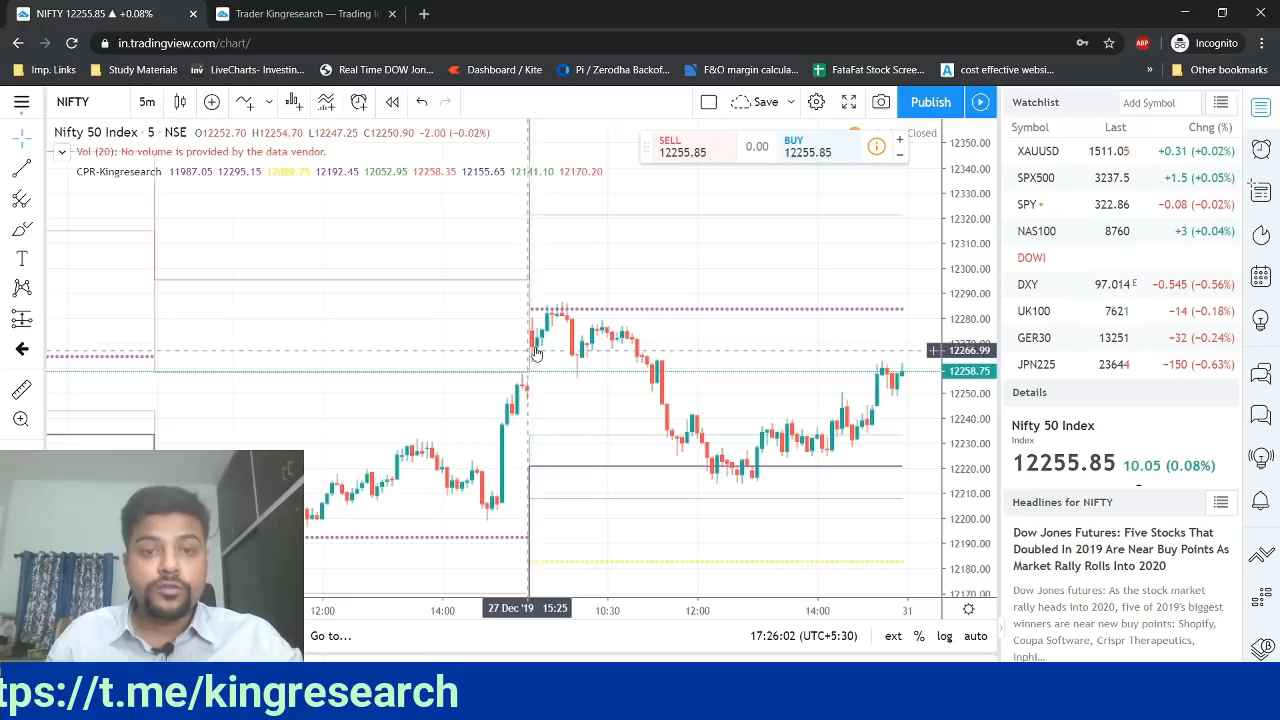 NIFTY 12255.85 ▲ +0.08%
Trader Kingresearch — Trading I
in.tradingview.com/chart/
ABP
Incognito
Imp. Links
Study Materials
LiveCharts- Investin...
Real Time DOW Jon...
Dashboard / Kite
Pi / Zerodha Backof...
F&O margin calcula...
FataFat Stock Scree...
cost effective websi...
»
Other bookmarks
NIFTY
5m
Save
Publish
Watchlist
Add Symbol
Nifty 50 Index · 5 · NSE O12252.70 H12254.70 L12247.25 C12250.90 −2.00 (−0.02%)
Vol (20): No volume is provided by the data vendor.
CPR-Kingresearch 11987.05 12295.15 12089.75 12192.45 12052.95 12258.35 12155.65 12141.10 12170.20
SELL
12255.85
0.00
BUY
12255.85
Closed
Symbol Last Chng (%)
XAUUSD 1511.05 +0.31 (+0.02%)
SPX500 3237.5 +1.5 (+0.05%)
SPY 322.86 −0.08 (−0.02%)
NAS100 8760 +3 (+0.04%)
DOWI
DXY 97.014 E −0.545 (−0.56%)
UK100 7621 −14 (−0.18%)
GER30 13251 −32 (−0.24%)
JPN225 23644 −150 (−0.63%)
Details
Nifty 50 Index
Index
12255.85 10.05 (0.08%)
Headlines for NIFTY
Dow Jones Futures: Five Stocks That
Doubled In 2019 Are Near Buy Points As
Market Rally Rolls Into 2020
Dow Jones futures: As the stock market
rally heads into 2020, five of 2019's biggest
winners are near new buy points: Shopify,
Coupa Software, Crispr Therapeutics,
Inphi...
12350.00
12340.00
12330.00
12320.00
12310.00
12300.00
12290.00
12280.00
12266.99
12258.75
12250.00
12240.00
12230.00
12220.00
12210.00
12200.00
12190.00
12180.00
12170.00
12:00
14:00
27 Dec '19 15:25
10:30
12:00
14:00
31
Go to...
17:26:02 (UTC+5:30)
ext
%
log
auto
tps://t.me/kingresearch